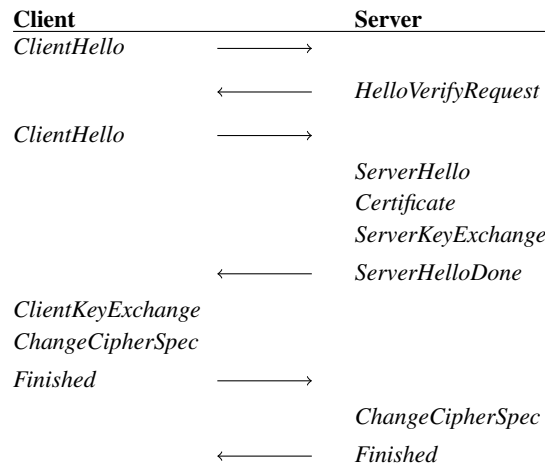 Client Server
ClientHello
HelloVerifyRequest
ClientHello
ServerHello
Certificate
ServerKeyExchange
ServerHelloDone
ClientKeyExchange
ChangeCipherSpec
Finished
ChangeCipherSpec
Finished